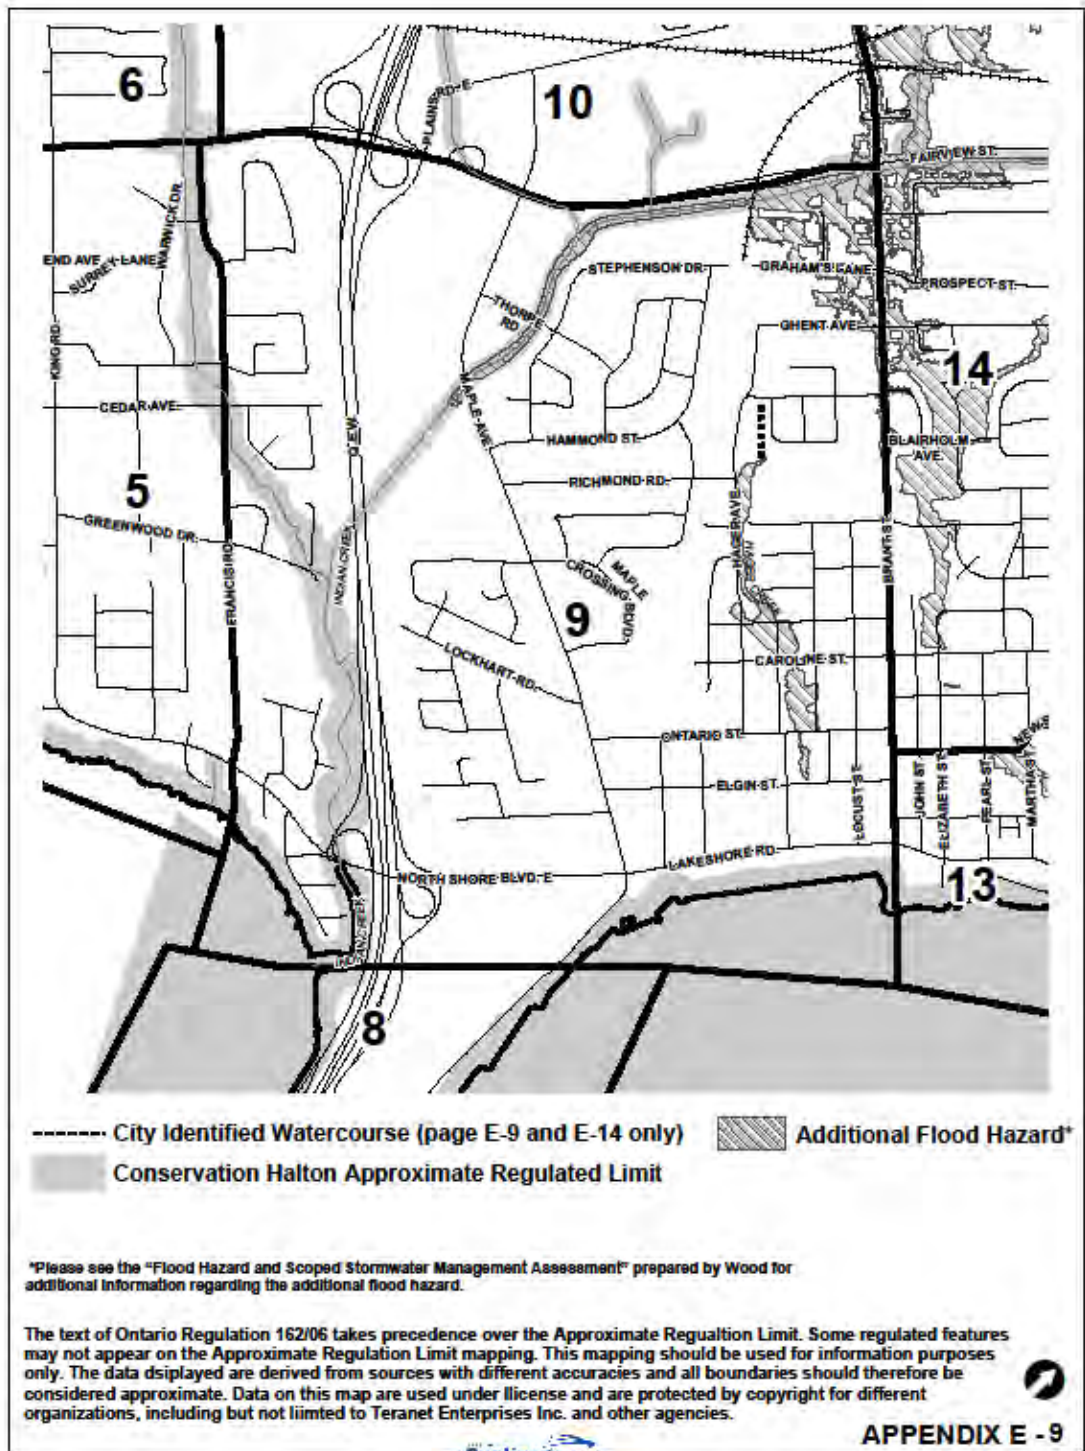 6
10
PLAINS RD. E
FAIRVIEW ST.
WARWICK DR.
END AVE
SURREY LANE
STEPHENSON DR.
GRAHAM'S LANE
PROSPECT ST.
THORPE RD
GHENT AVE.
KING RD.
14
MAPLE AVE.
CEDAR AVE.
Q.E.W.
HAMMOND ST.
BLAIRHOLM AVE.
5
RICHMOND RD.
HAGER AVE.
GREENWOOD DR.
FRANCIS RD
INDIAN CREEK
BRANT ST.
MAPLE CROSSING BLVD.
9
LOCKHART RD.
CAROLINE ST.
ONTARIO ST.
NEW
ELGIN ST.
LOCUST ST.
JOHN ST.
ELIZABETH ST.
PEARL ST.
MARTHA ST.
LAKESHORE RD
NORTH SHORE BLVD. E
13
INDIAN CREEK
8
City Identified Watercourse (page E-9 and E-14 only)
Additional Flood Hazard*
Conservation Halton Approximate Regulated Limit
*Please see the "Flood Hazard and Scoped Stormwater Management Assessment" prepared by Wood for
additional information regarding the additional flood hazard.
The text of Ontario Regulation 162/06 takes precedence over the Approximate Regualtion Limit. Some regulated features
may not appear on the Approximate Regulation Limit mapping. This mapping should be used for information purposes
only. The data dsiplayed are derived from sources with different accuracies and all boundaries should therefore be
considered approximate. Data on this map are used under llicense and are protected by copyright for different
organizations, including but not liimted to Teranet Enterprises Inc. and other agencies.
APPENDIX E - 9